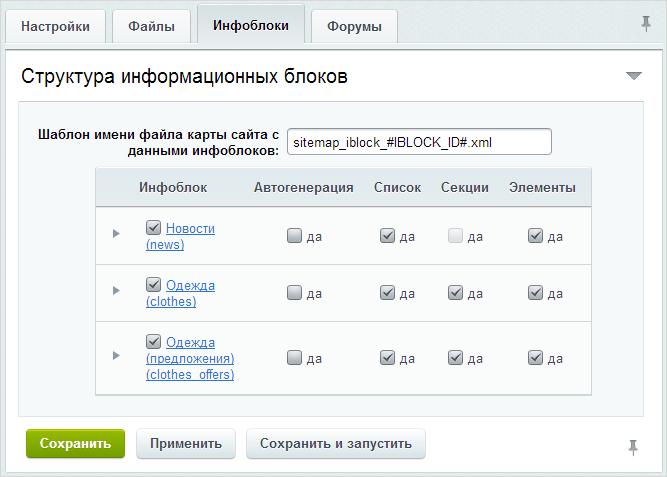 Настройки Файлы Инфоблоки Форумы
Структура информационных блоков
Шаблон имени файла карты сайта с
данными инфоблоков: sitemap_iblock_#IBLOCK_ID#.xml
Инфоблок Автогенерация Список Секции Элементы
Новости
(news) да да да да
Одежда
(clothes) да да да да
Одежда
(предложения) да да да да
(clothes_offers)
Сохранить Применить Сохранить и запустить